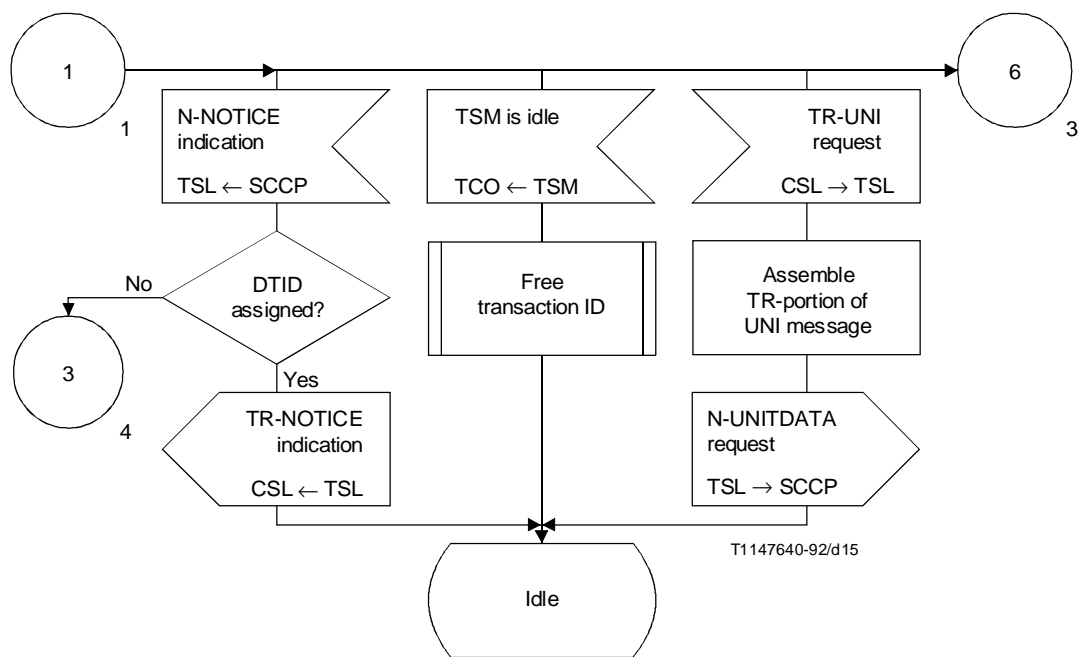 1
1
6
3
N-NOTICE
indication
TSL ← SCCP
TSM is idle
TCO ← TSM
TR-UNI
request
CSL → TSL
No
DTID
assigned?
Yes
3
4
Free
transaction ID
Assemble
TR-portion of
UNI message
TR-NOTICE
indication
CSL ← TSL
N-UNITDATA
request
TSL → SCCP
T1147640-92/d15
Idle